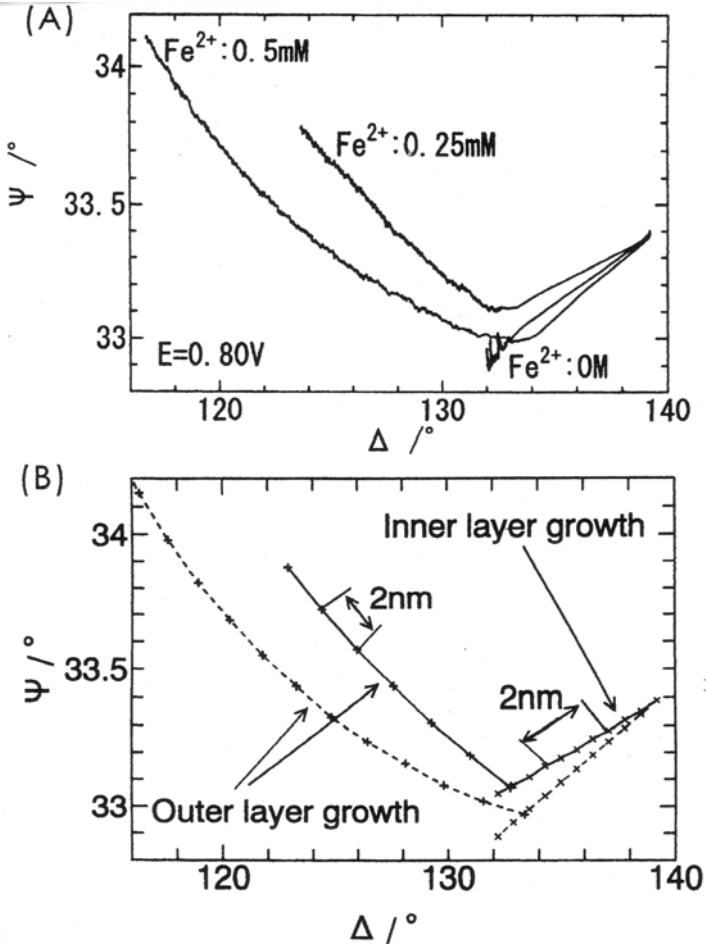 (A)
Fe²⁺:0.5mM
Fe²⁺:0.25mM
Fe²⁺:0M
E=0.80V
34
33.5
33
Ψ /°
120
130
140
Δ /°
(B)
Inner layer growth
2nm
2nm
Outer layer growth
34
33.5
33
Ψ / °
120
130
140
Δ / °